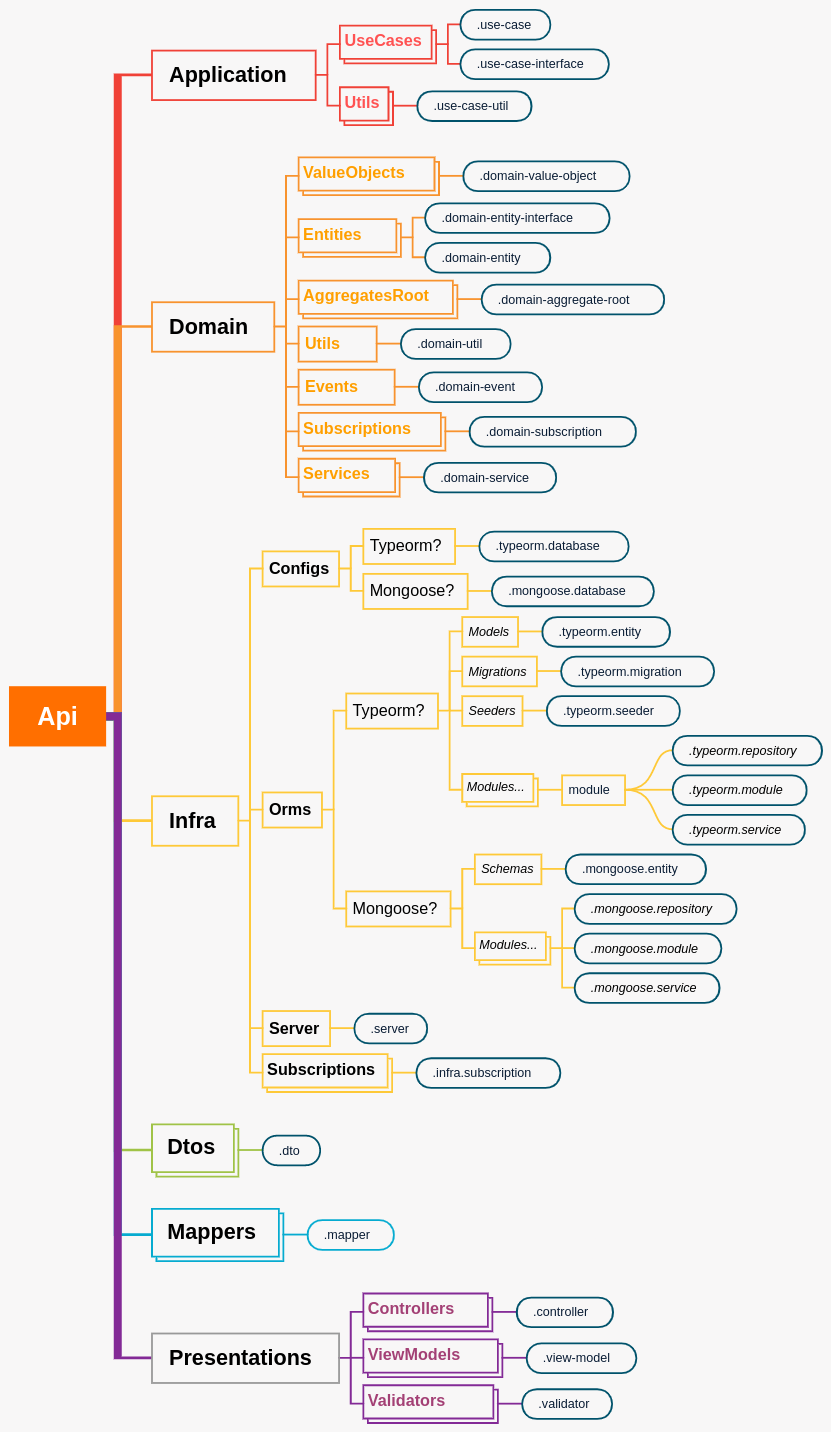 Api
Application
UseCases
.use-case
.use-case-interface
Utils
.use-case-util
Domain
ValueObjects
.domain-value-object
Entities
.domain-entity-interface
.domain-entity
AggregatesRoot
.domain-aggregate-root
Utils
.domain-util
Events
.domain-event
Subscriptions
.domain-subscription
Services
.domain-service
Infra
Configs
Typeorm?
.typeorm.database
Mongoose?
.mongoose.database
Orms
Typeorm?
Models
.typeorm.entity
Migrations
.typeorm.migration
Seeders
.typeorm.seeder
Modules...
module
.typeorm.repository
.typeorm.module
.typeorm.service
Mongoose?
Schemas
.mongoose.entity
Modules...
.mongoose.repository
.mongoose.module
.mongoose.service
Server
.server
Subscriptions
.infra.subscription
Dtos
.dto
Mappers
.mapper
Presentations
Controllers
.controller
ViewModels
.view-model
Validators
.validator